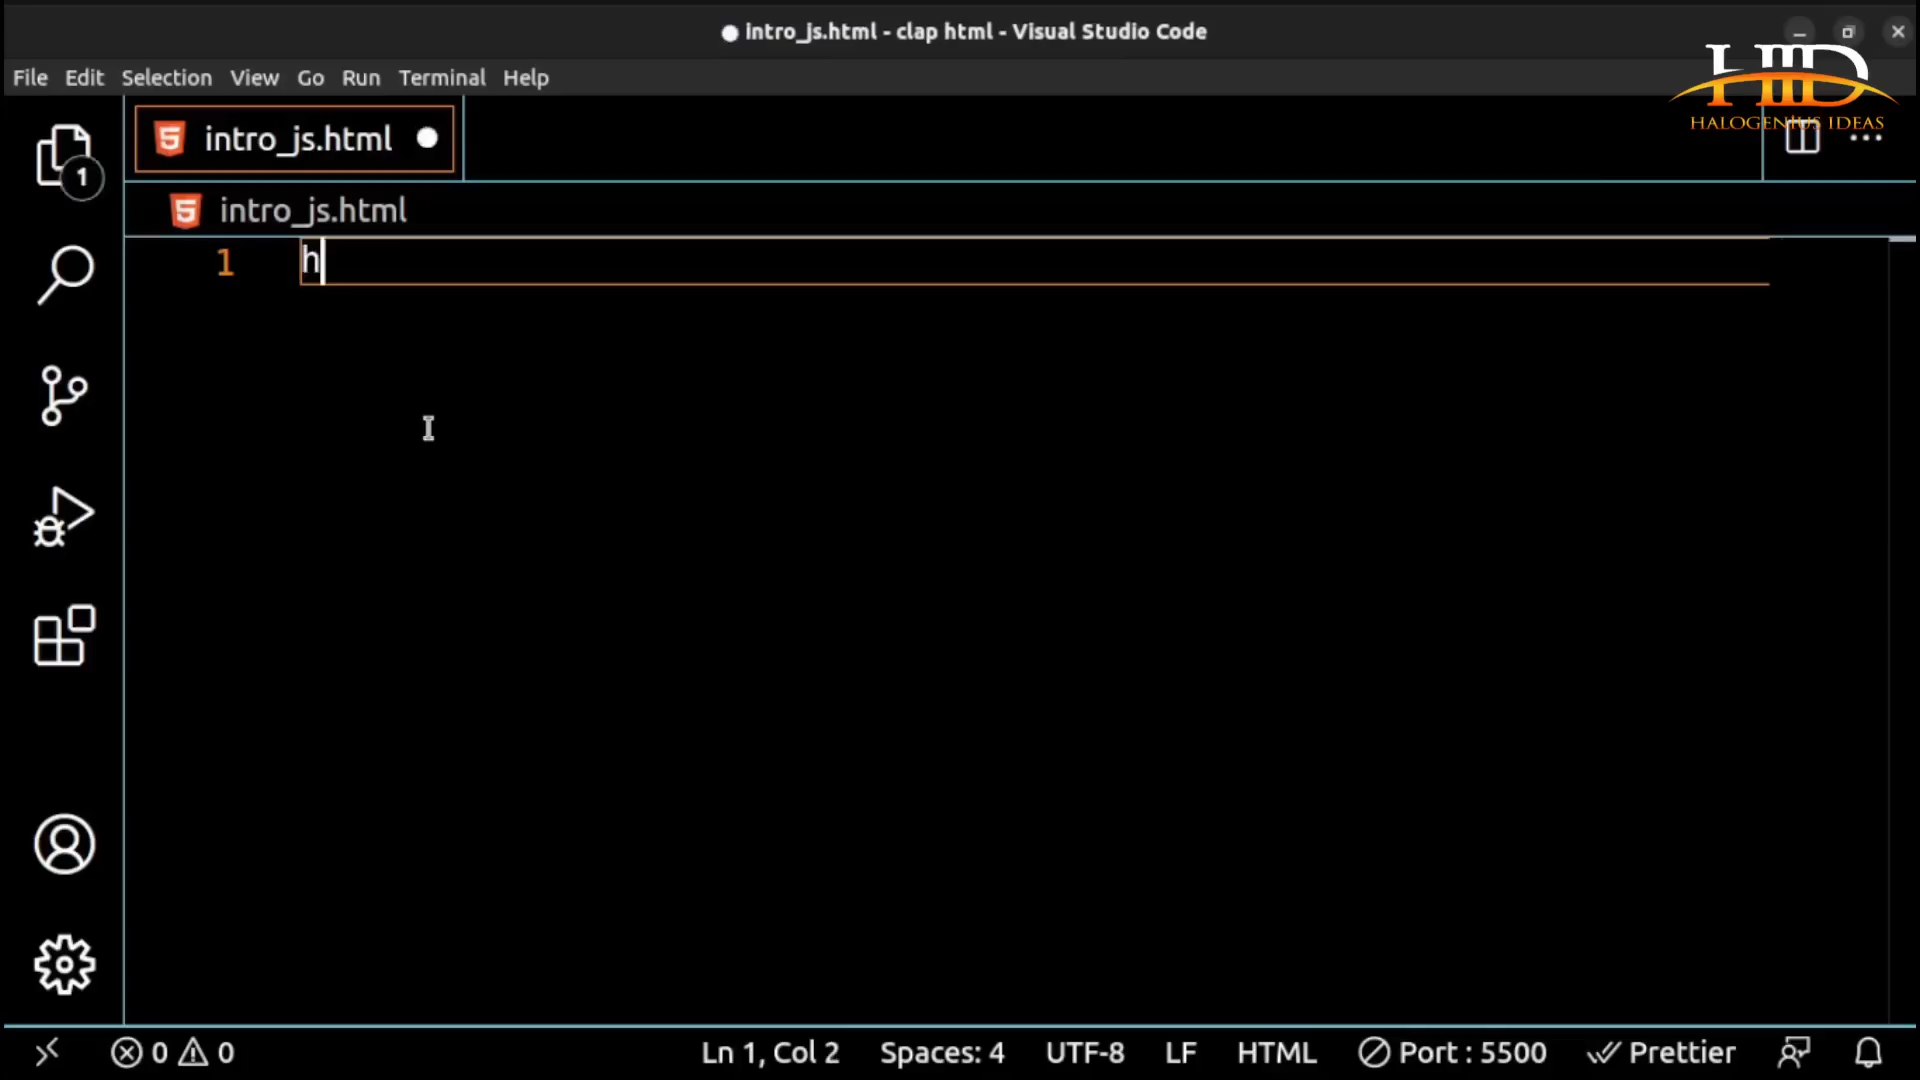 intro_js.html - clap html - Visual Studio Code
File Edit Selection View Go Run Terminal Help
HID
HALOGENIUS IDEAS
intro_js.html
1
intro_js.html
1 h
0 0 Ln 1, Col 2 Spaces: 4 UTF-8 LF HTML Port : 5500 Prettier